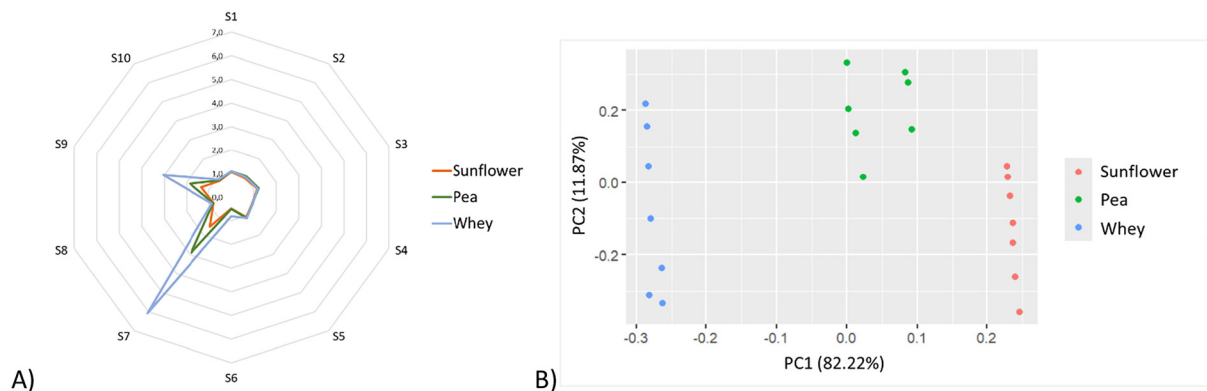 S1
S2
S3
S4
S5
S6
S7
S8
S9
S10
7,0
6,0
5,0
4,0
3,0
2,0
1,0
0,0
Sunflower
Pea
Whey
A)
PC2 (11.87%)
0.2
0.0
-0.2
-0.3
-0.2
-0.1
0.0
0.1
0.2
PC1 (82.22%)
Sunflower
Pea
Whey
B)